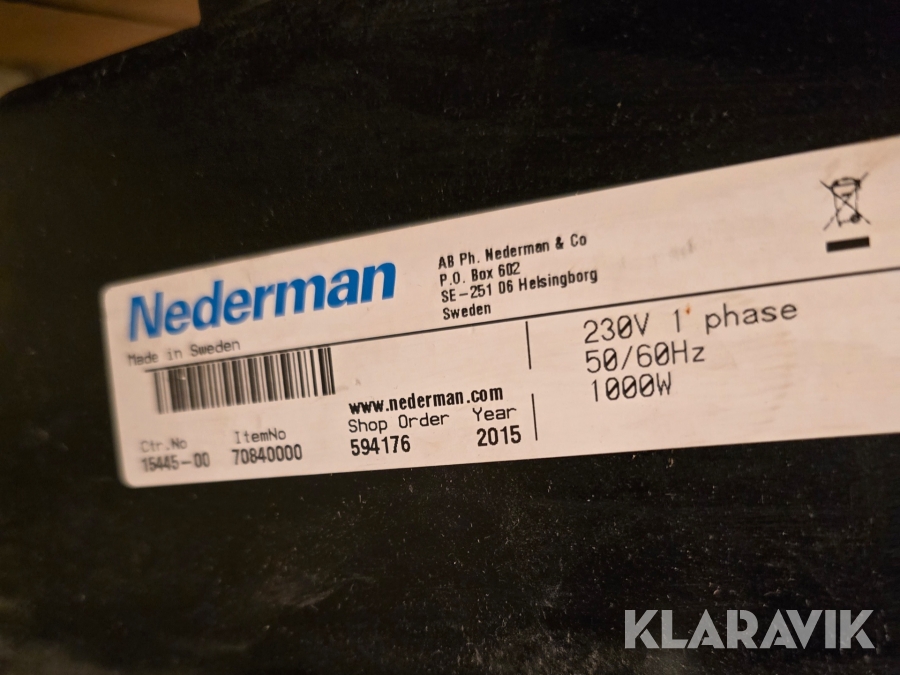 Nederman
Made in Sweden
AB Ph. Nederman & Co
P.O. Box 602
SE-251 06 Helsingborg
Sweden
230V 1 phase
50/60Hz
1000W
www.nederman.com
Ctr.No ItemNo Shop Order Year
15445-00 70840000 594176 2015
KLARAVIK